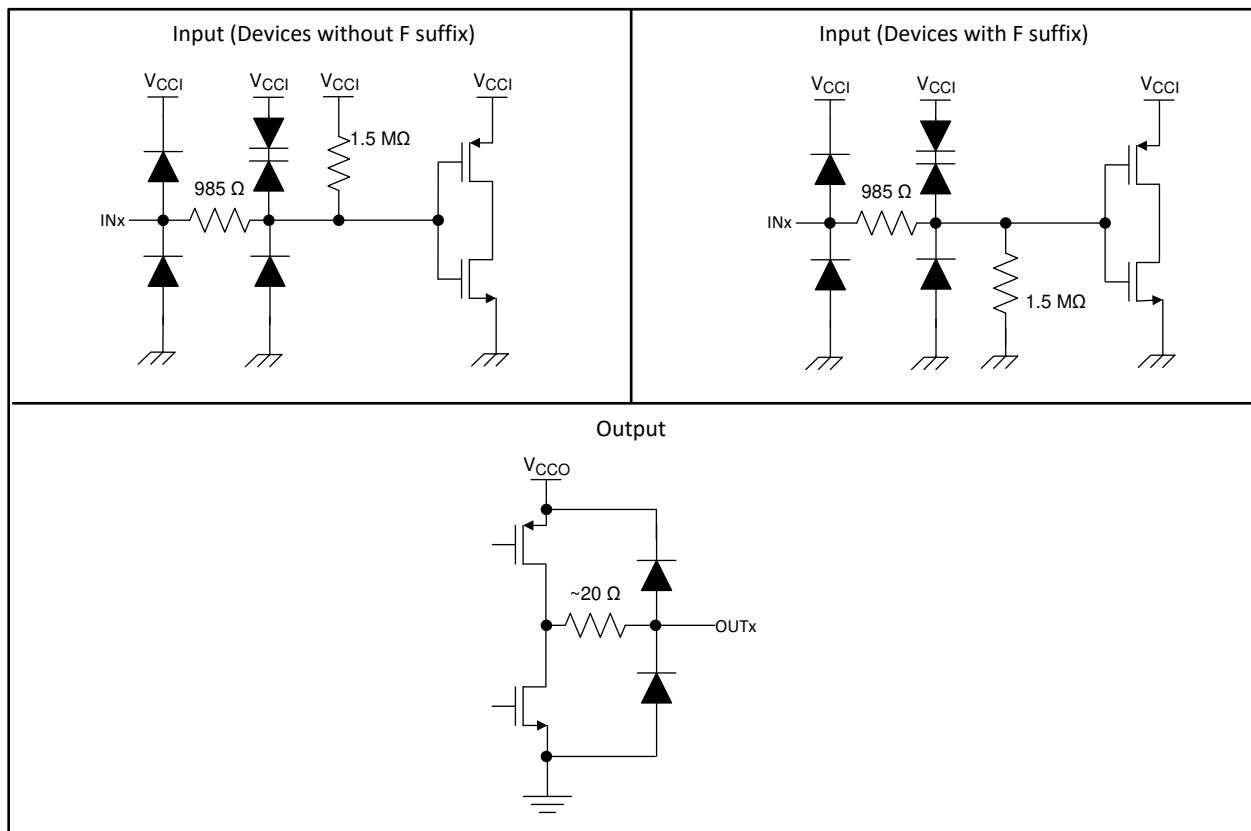 Input (Devices without F suffix)
VCCI VCCI VCCI VCCI
1.5 MΩ
985 Ω
INx
Input (Devices with F suffix)
VCCI VCCI VCCI
985 Ω
INx
1.5 MΩ
Output
VCCO
~20 Ω
OUTx